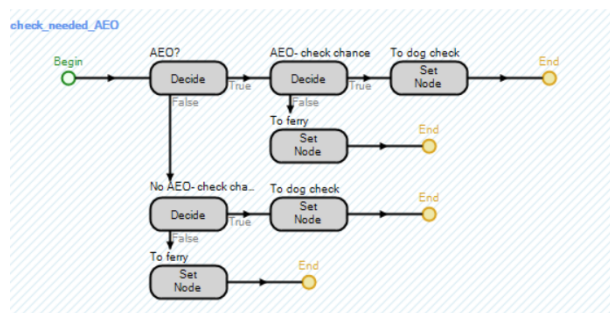 check_needed_AEO
Begin
AEO?
Decide
True
False
AEO- check chance
Decide
True
False
To dog check
Set
Node
End
To ferry
Set
Node
End
No AEO- check cha...
Decide
True
False
To dog check
Set
Node
End
To ferry
Set
Node
End